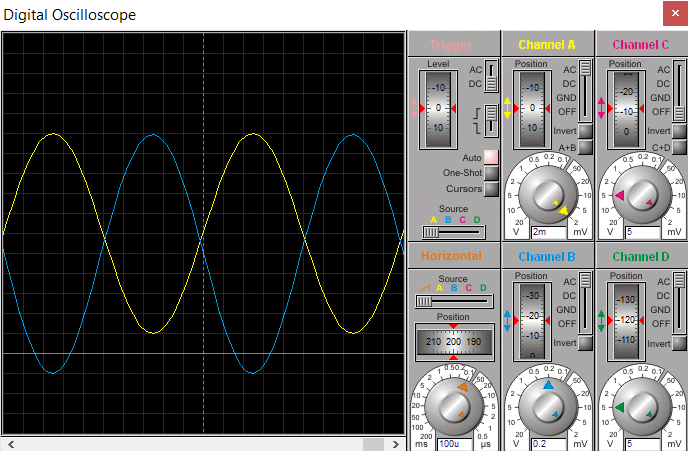 Digital Oscilloscope
Trigger
Level
-10
0
10
AC
DC
Auto
One-Shot
Cursors
Source
A B C D
Channel A
Position
-10
0
10
AC
DC
GND
OFF
Invert
A+B
20 10 5 2 1 0.5 0.2 0.1 50 20 10 5 2
V 2m mV
Channel C
Position
-20
-10
0
AC
DC
GND
OFF
Invert
C+D
20 10 5 2 1 0.5 0.2 0.1 50 20 10 5 2
V 5 mV
Horizontal
Source
A B C D
Position
210 200 190
200 100 50 20 10 5 2 1 0.5 0.2 0.1 50 20 10 5 2 1 0.5
ms 100u µs
Channel B
Position
-30
-20
-10
0
AC
DC
GND
OFF
Invert
20 10 5 2 1 0.5 0.2 0.1 50 20 10 5 2
V 0.2 mV
Channel D
Position
-130
-120
-110
AC
DC
GND
OFF
Invert
20 10 5 2 1 0.5 0.2 0.1 50 20 10 5 2
V 5 mV